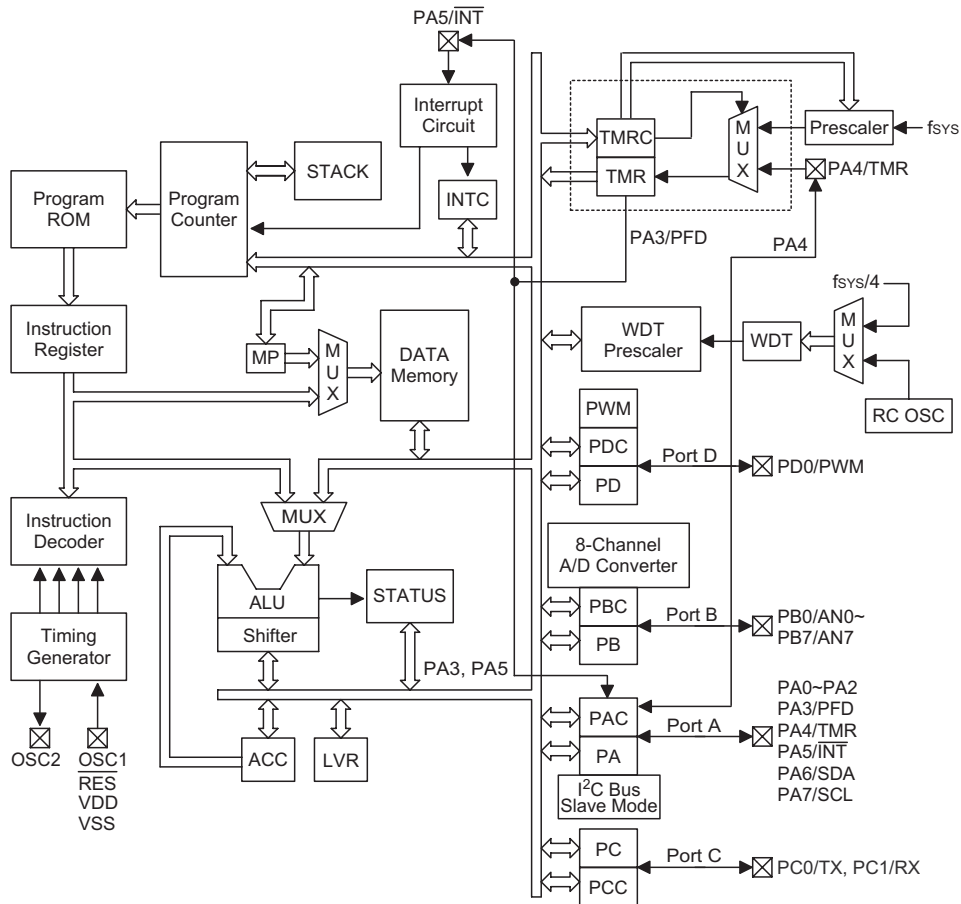 PA5/INT
Interrupt
Circuit
STACK
INTC
Program
ROM
Program
Counter
TMRC
TMR
M
U
X
Prescaler
fSYS
PA4/TMR
PA3/PFD
PA4
fSYS/4
Instruction
Register
MP
M
U
X
DATA
Memory
WDT
Prescaler
WDT
M
U
X
RC OSC
PWM
PDC
PD
Port D
PD0/PWM
Instruction
Decoder
MUX
ALU
Shifter
STATUS
8-Channel
A/D Converter
PBC
PB
Port B
PB0/AN0~
PB7/AN7
Timing
Generator
PA3, PA5
PAC
PA
Port A
I2C Bus
Slave Mode
PA0~PA2
PA3/PFD
PA4/TMR
PA5/INT
PA6/SDA
PA7/SCL
OSC2
OSC1
RES
VDD
VSS
ACC
LVR
PC
PCC
Port C
PC0/TX, PC1/RX